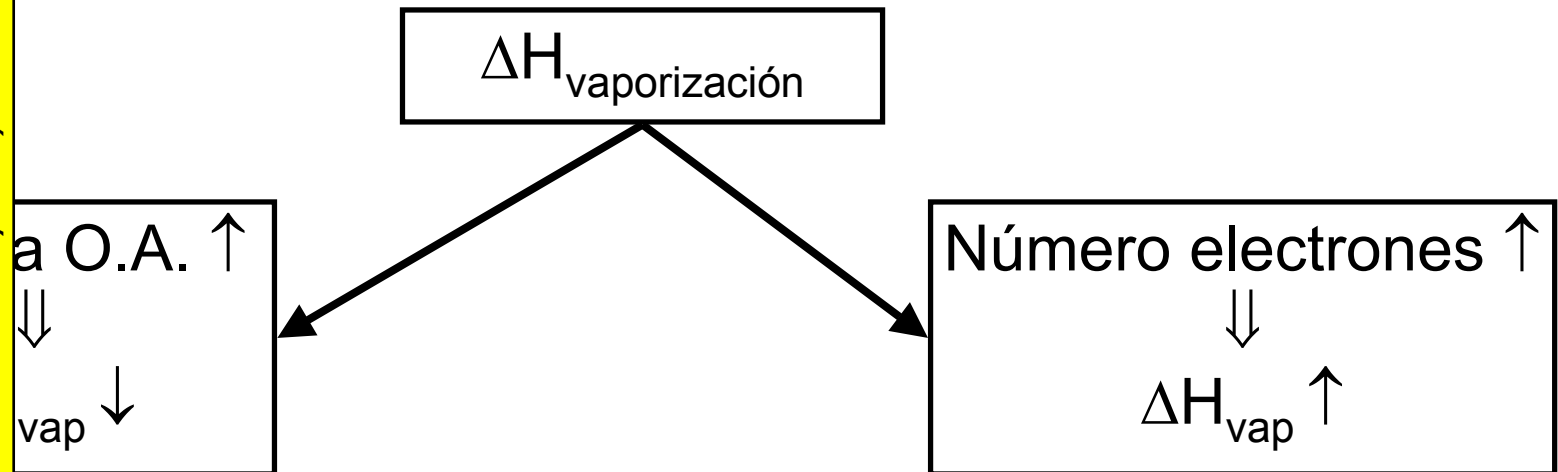 ΔHvaporización
a O.A. ↑
⇓
vap ↓
Número electrones ↑
⇓
ΔHvap ↑